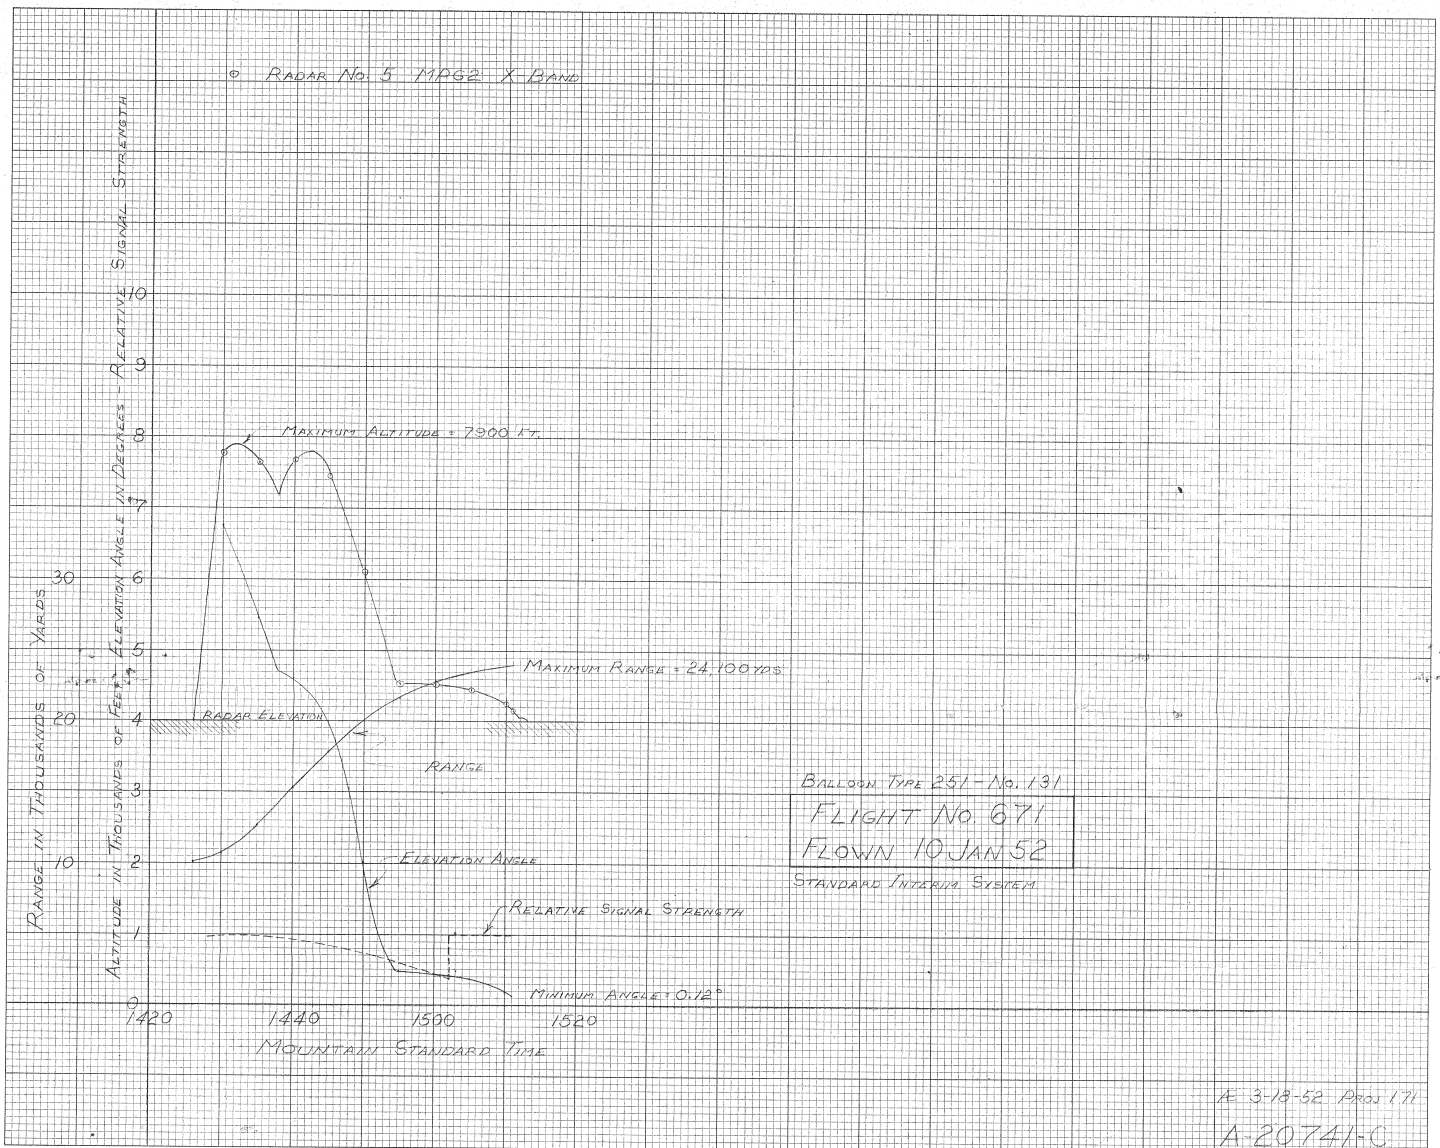 RADAR NO. 5 MPG2 X-BAND
RANGE IN THOUSANDS OF YARDS
ALTITUDE IN THOUSANDS OF FEET - ELEVATION ANGLE IN DEGREES - RELATIVE SIGNAL STRENGTH
10
9
8
MAXIMUM ALTITUDE = 7900 FT.
7
30
6
5
MAXIMUM RANGE = 24,100 YDS
20
4
RADAR ELEVATION
RANGE
3
BALLOON TYPE 251 - NO. 131
FLIGHT NO. 671
FLOWN 10 JAN 52
STANDARD INTERIM SYSTEM
10
2
ELEVATION ANGLE
RELATIVE SIGNAL STRENGTH
1
MINIMUM ANGLE = 0.12°
0
1420
1440
1500
1520
MOUNTAIN STANDARD TIME
Æ 3-18-52 PROJ 171
A-20741-C